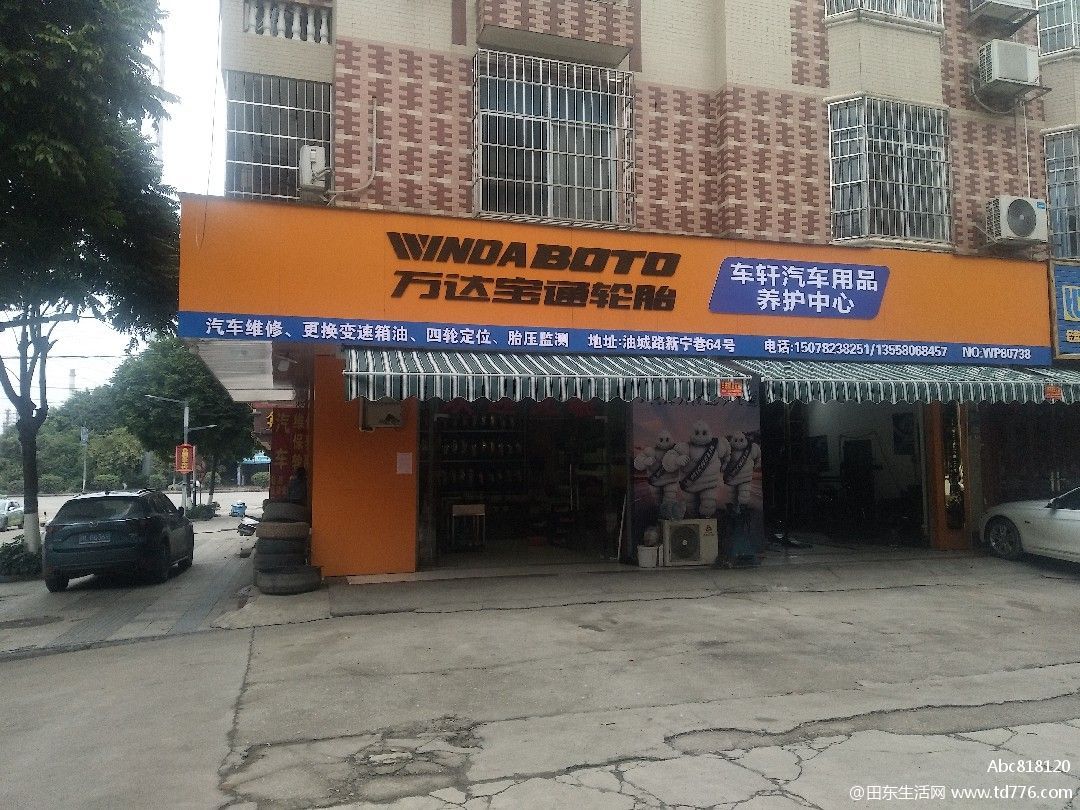 WINDABOTO
万达宝通轮胎
车轩汽车用品
养护中心
汽车维修、更换变速箱油、四轮定位、胎压监测 地址:油城路新宁巷64号 电话:15078238251/13558068457 NO:WP80738
汽车
Abc818120
@田东生活网 www.td776.com